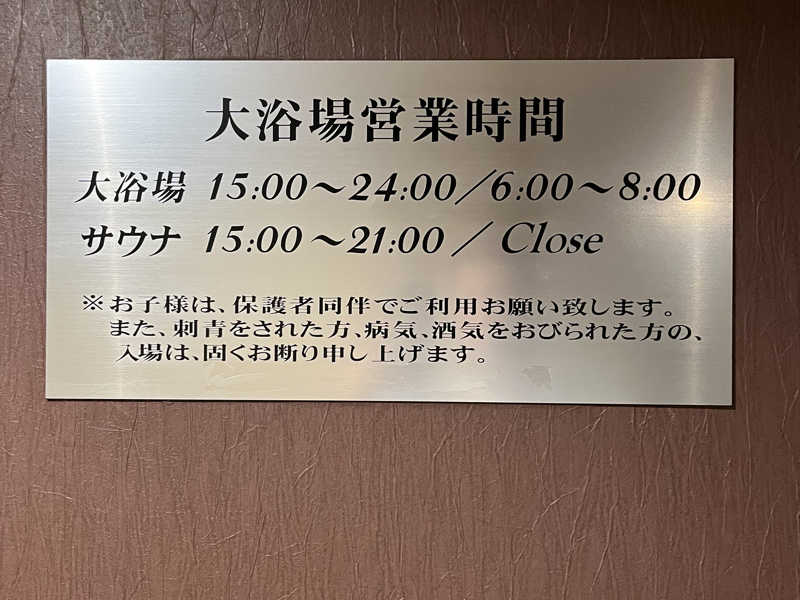 大浴場営業時間
大浴場 15:00～24:00／6:00～8:00
サウナ 15:00～21:00／Close
※お子様は、保護者同伴でご利用お願い致します。
また、刺青をされた方、病気、酒気をおびられた方の、
入場は、固くお断り申し上げます。